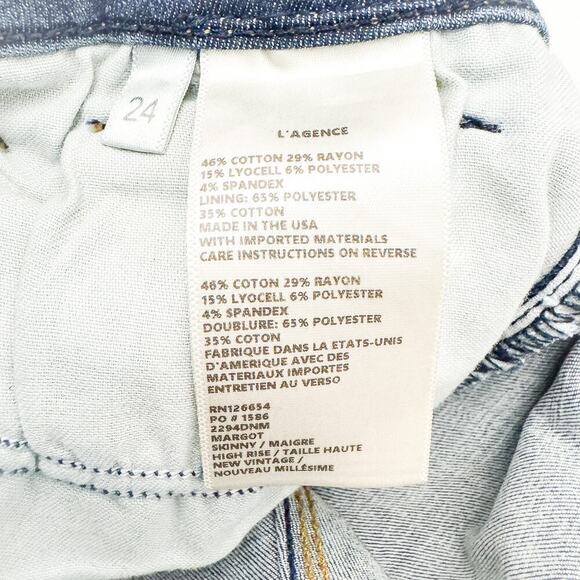 24
L'AGENCE
46% COTTON 29% RAYON
15% LYOCELL 6% POLYESTER
4% SPANDEX
LINING: 65% POLYESTER
35% COTTON
MADE IN THE USA
WITH IMPORTED MATERIALS
CARE INSTRUCTIONS ON REVERSE
46% COTON 29% RAYON
15% LYOCELL 6% POLYESTER
4% SPANDEX
DOUBLURE: 65% POLYESTER
35% COTON
FABRIQUE DANS LA ETATS-UNIS
D'AMERIQUE AVEC DES
MATERIAUX IMPORTES
ENTRETIEN AU VERSO
RN126654
PO # 1586
2294DNM
MARGOT
SKINNY / MAIGRE
HIGH RISE / TAILLE HAUTE
NEW VINTAGE /
NOUVEAU MILLÉSIME